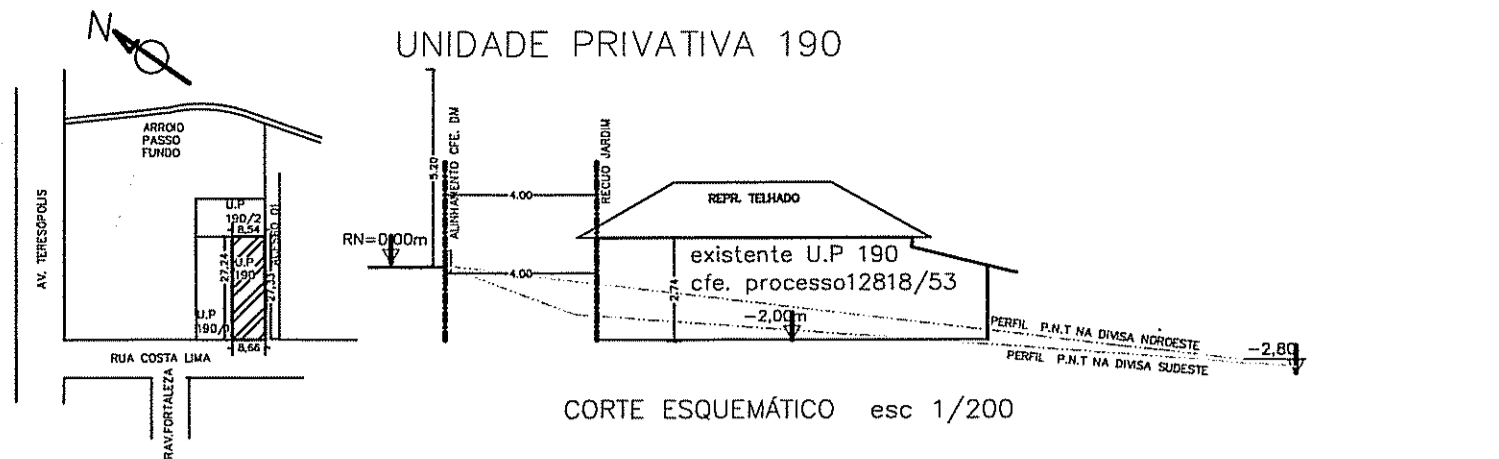 N
UNIDADE PRIVATIVA 190
AV. TERESÓPOLIS
ARROIO
PASSO
FUNDO
U.P
190/2
8,54
ACESSO 01
27,24
U.P
190
27,33
U.P
190/1
8,66
RUA COSTA LIMA
TRAV.FORTALEZA
5.20
ALINHAMENTO CFE. DM
RECUO JARDIM
4.00
REPR. TELHADO
RN=0,00m
4.00
existente U.P 190
cfe. processo12818/53
2.74
-2,00m
PERFIL P.N.T NA DIVISA NOROESTE
PERFIL P.N.T NA DIVISA SUDESTE
-2,80
CORTE ESQUEMÁTICO esc 1/200